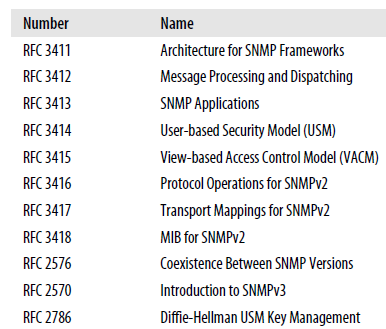 Number Name
RFC 3411 Architecture for SNMP Frameworks
RFC 3412 Message Processing and Dispatching
RFC 3413 SNMP Applications
RFC 3414 User-based Security Model (USM)
RFC 3415 View-based Access Control Model (VACM)
RFC 3416 Protocol Operations for SNMPv2
RFC 3417 Transport Mappings for SNMPv2
RFC 3418 MIB for SNMPv2
RFC 2576 Coexistence Between SNMP Versions
RFC 2570 Introduction to SNMPv3
RFC 2786 Diffie-Hellman USM Key Management